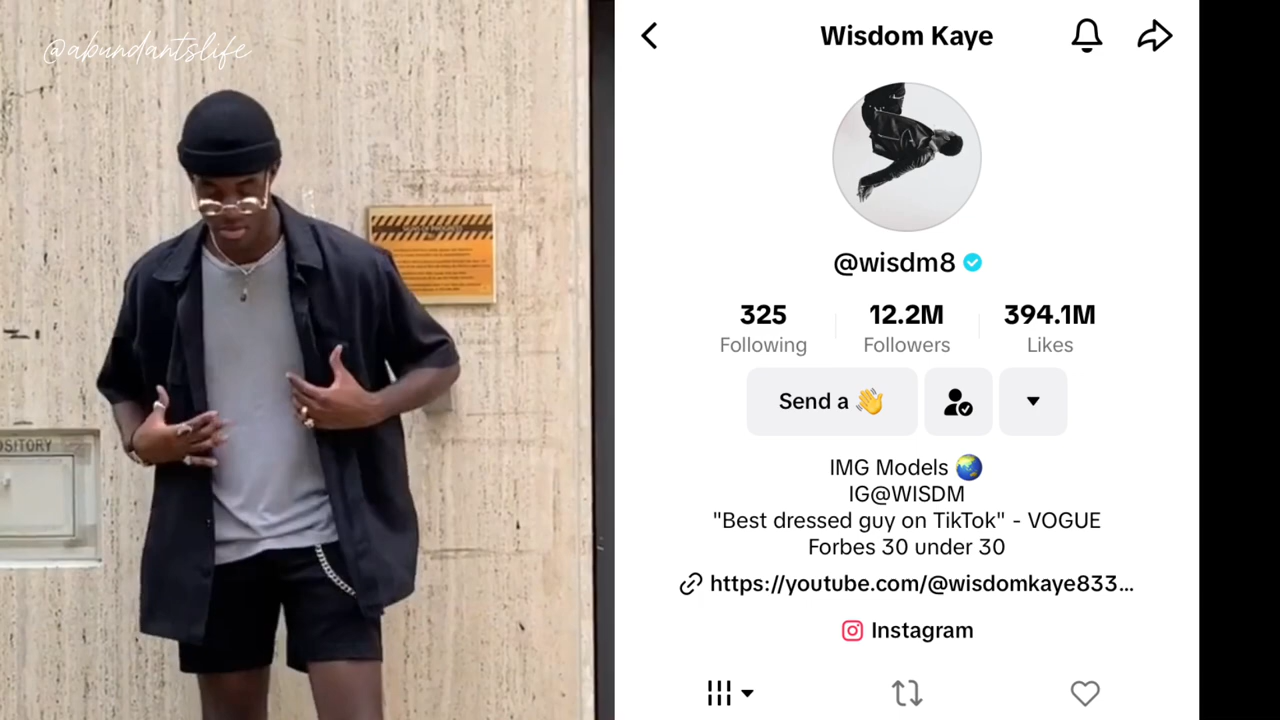 @abundantslife
OSITORY
Wisdom Kaye
@wisdm8
325
12.2M
394.1M
Following
Followers
Likes
Send a 👋
IMG Models 🌏
IG@WISDM
"Best dressed guy on TikTok" - VOGUE
Forbes 30 under 30
https://youtube.com/@wisdomkaye833...
Instagram